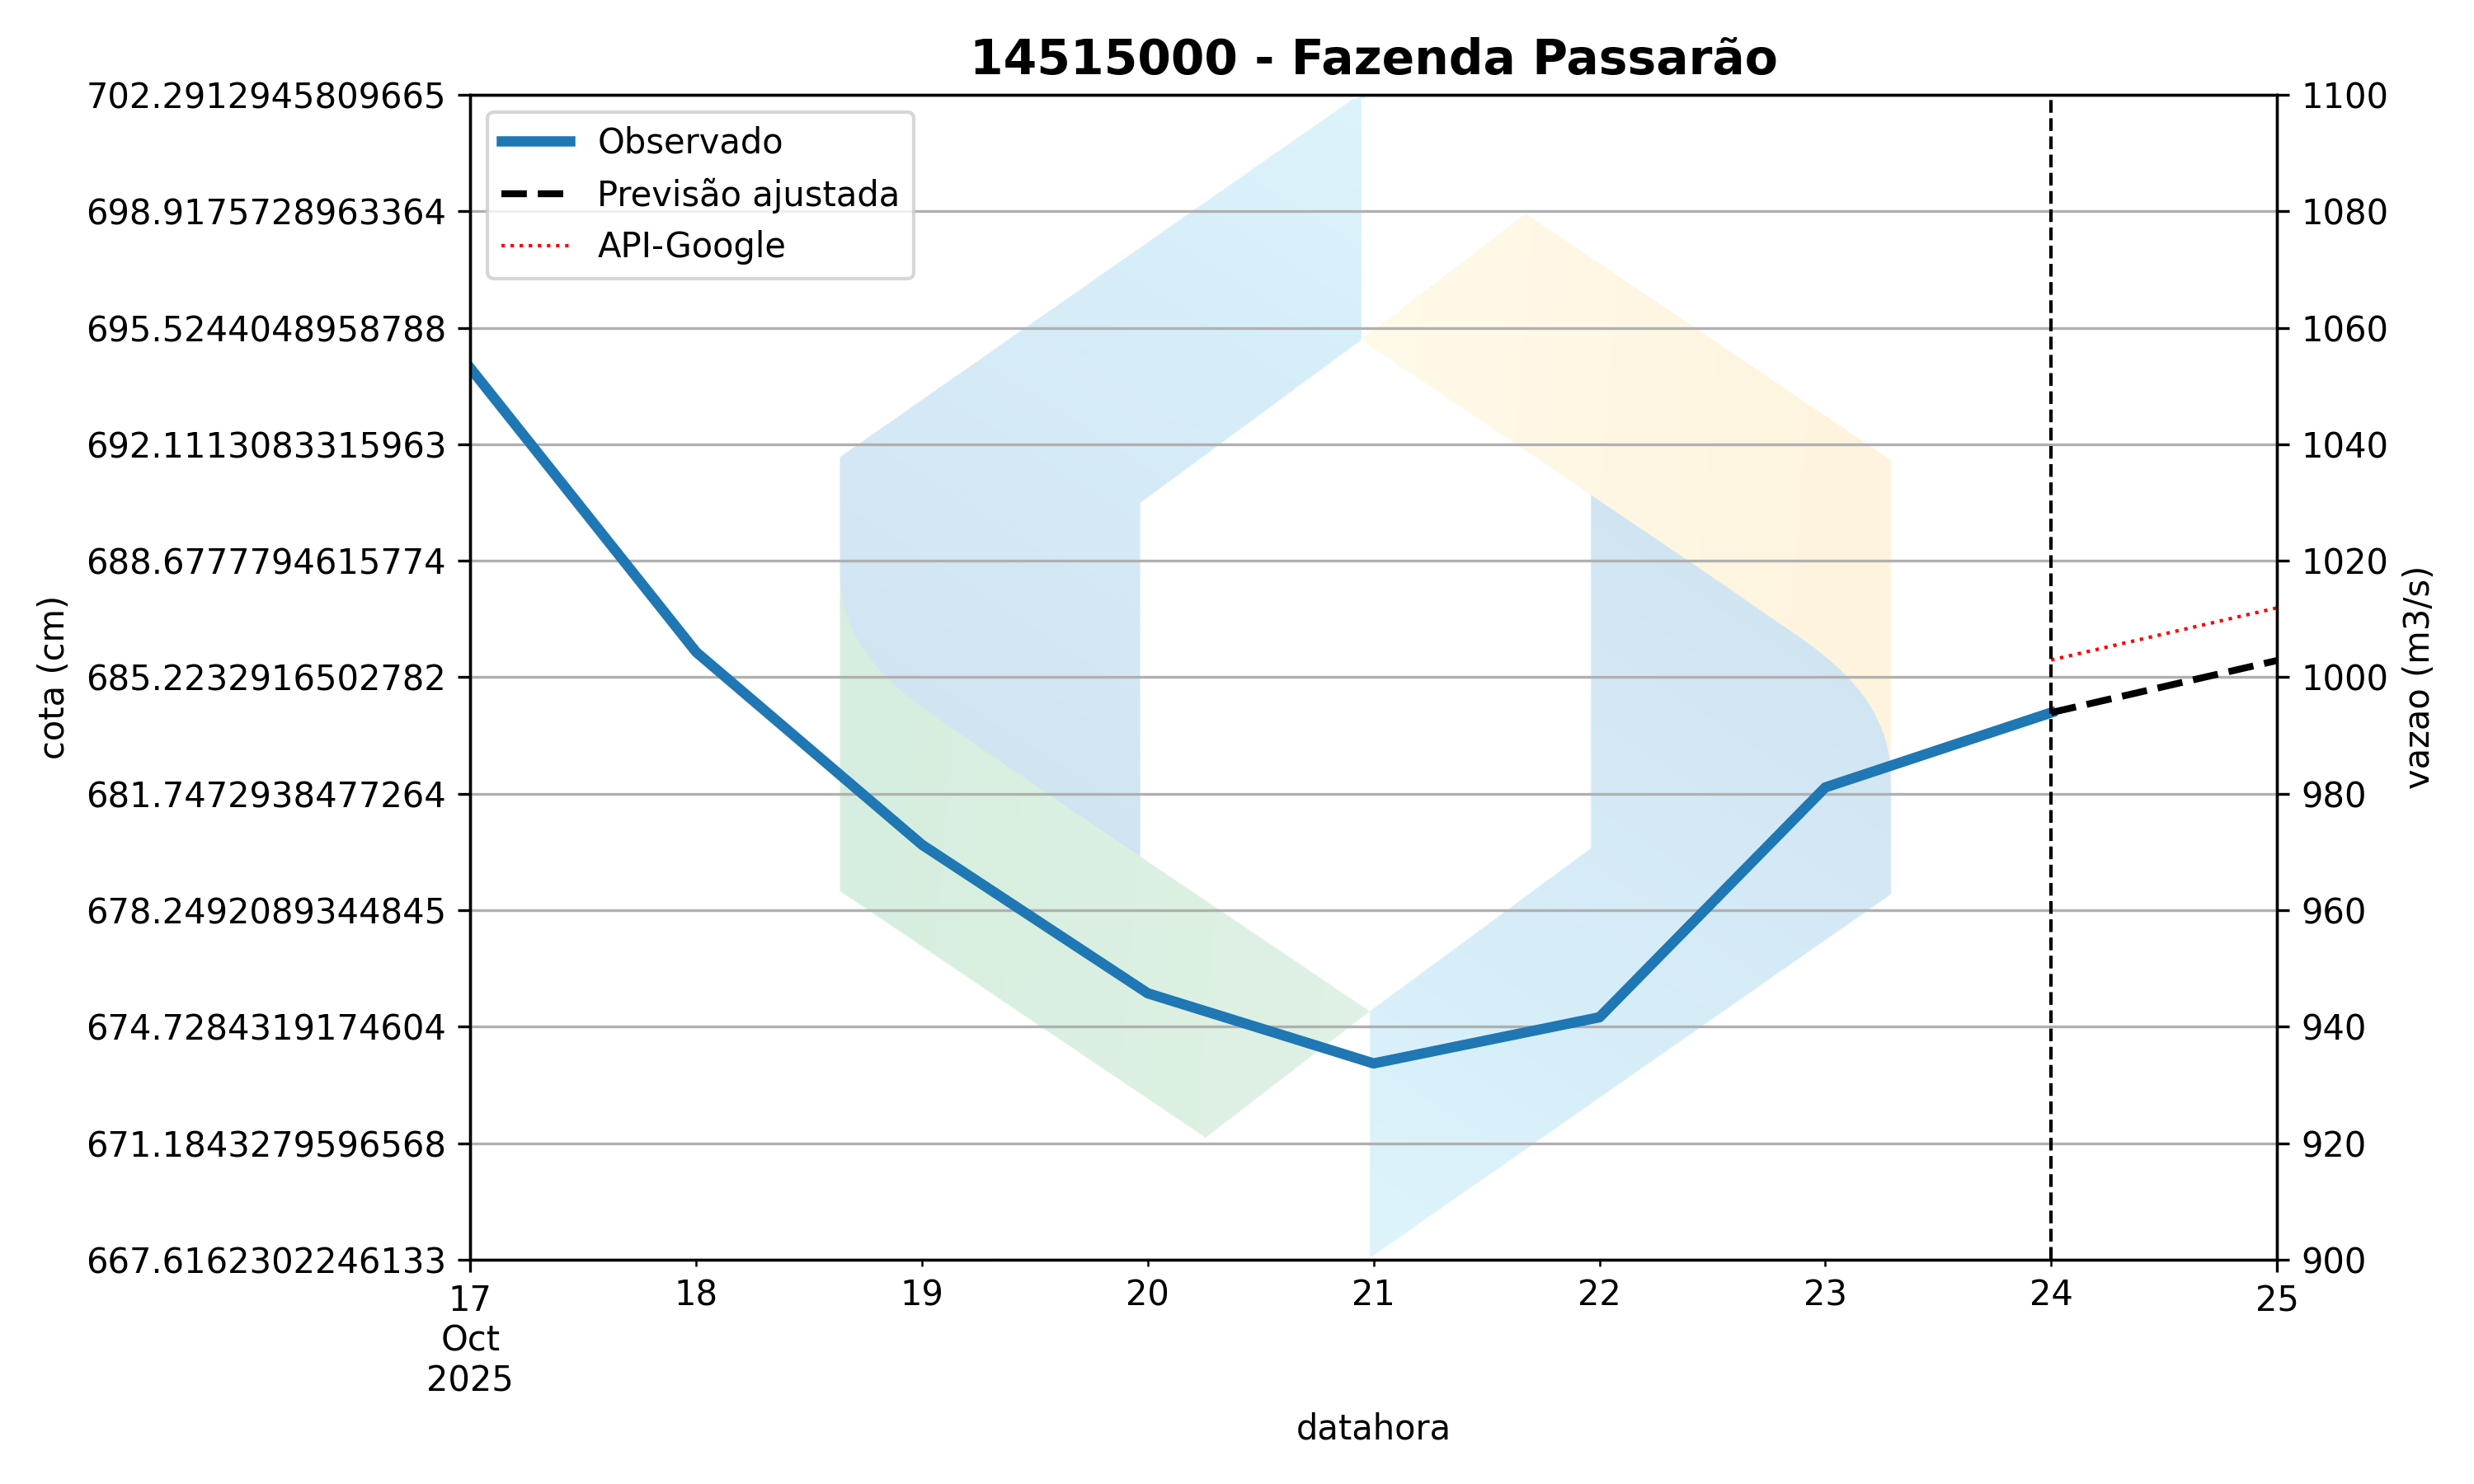 14515000 - Fazenda Passarão
702.2912945809665
698.9175728963364
695.5244048958788
692.1113083315963
688.6777794615774
685.2232916502782
681.7472938477264
678.2492089344845
674.7284319174604
671.1843279596568
667.6162302246133
cota (cm)
Observado
Previsão ajustada
API-Google
1100
1080
1060
1040
1020
1000
980
960
940
920
900
vazao (m3/s)
17 18 19 20 21 22 23 24 25
Oct
2025
datahora